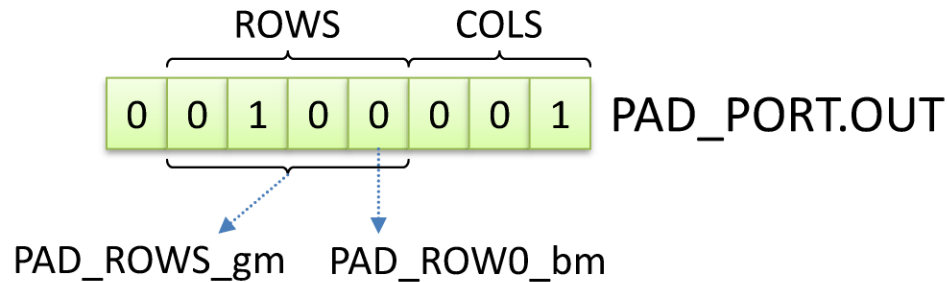 ROWS COLS
0 0 1 0 0 0 0 1 PAD_PORT.OUT
PAD_ROWS_gm PAD_ROW0_bm